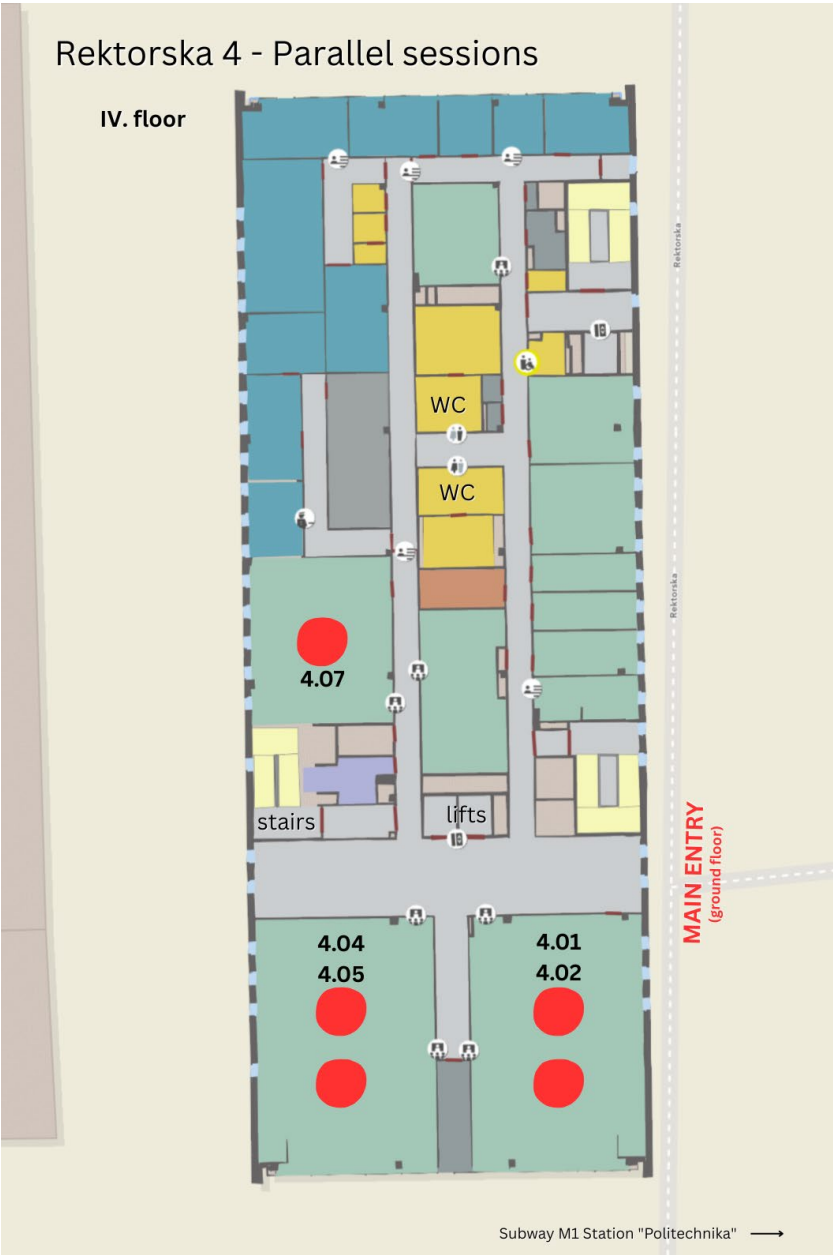 Rektorska 4 - Parallel sessions
IV. floor
Rektorska
WC
WC
Rektorska
4.07
stairs
lifts
MAIN ENTRY
(ground floor)
4.04
4.05
4.01
4.02
Subway M1 Station "Politechnika"